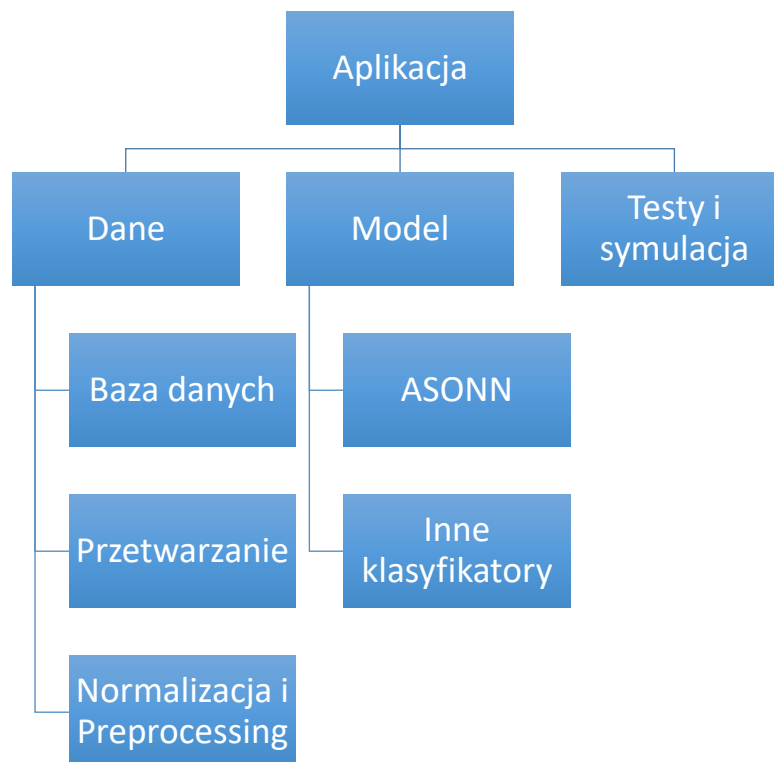 Aplikacja
Dane
Model
Testy i
symulacja
Baza danych
ASONN
Przetwarzanie
Inne
klasyfikatory
Normalizacja i
Preprocessing